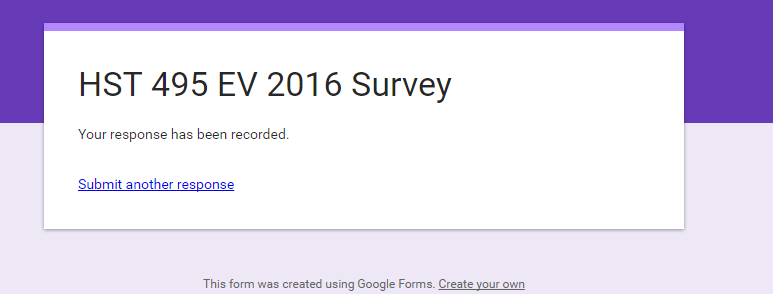 HST 495 EV 2016 Survey
Your response has been recorded.
Submit another response
This form was created using Google Forms. Create your own